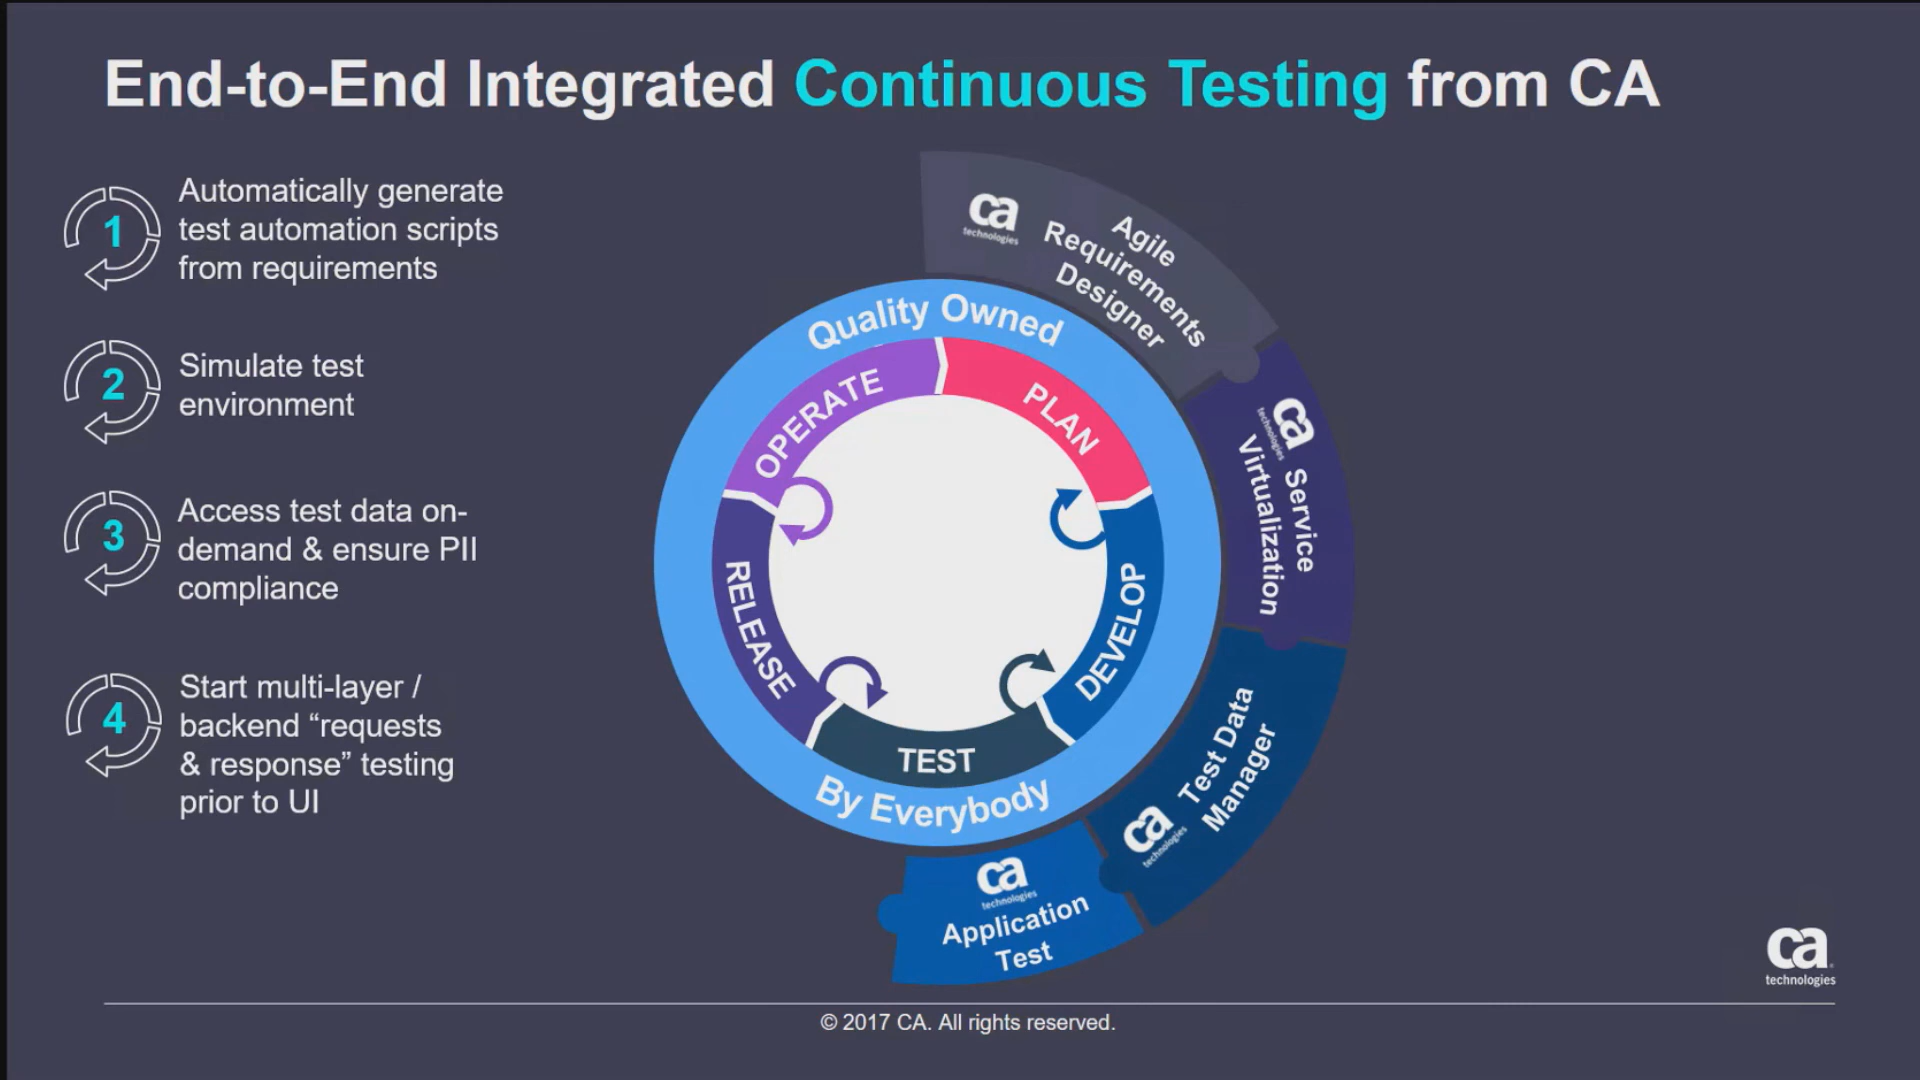 End-to-End Integrated Continuous Testing from CA
1
Automatically generate
test automation scripts
from requirements
2
Simulate test
environment
3
Access test data on-
demand & ensure PII
compliance
4
Start multi-layer /
backend “requests
& response” testing
prior to UI
Quality Owned
By Everybody
PLAN
DEVELOP
TEST
RELEASE
OPERATE
ca
technologies
Agile
Requirements
Designer
ca
technologies
Service
Virtualization
ca
technologies
Test Data
Manager
ca
technologies
Application
Test
ca
technologies
© 2017 CA. All rights reserved.